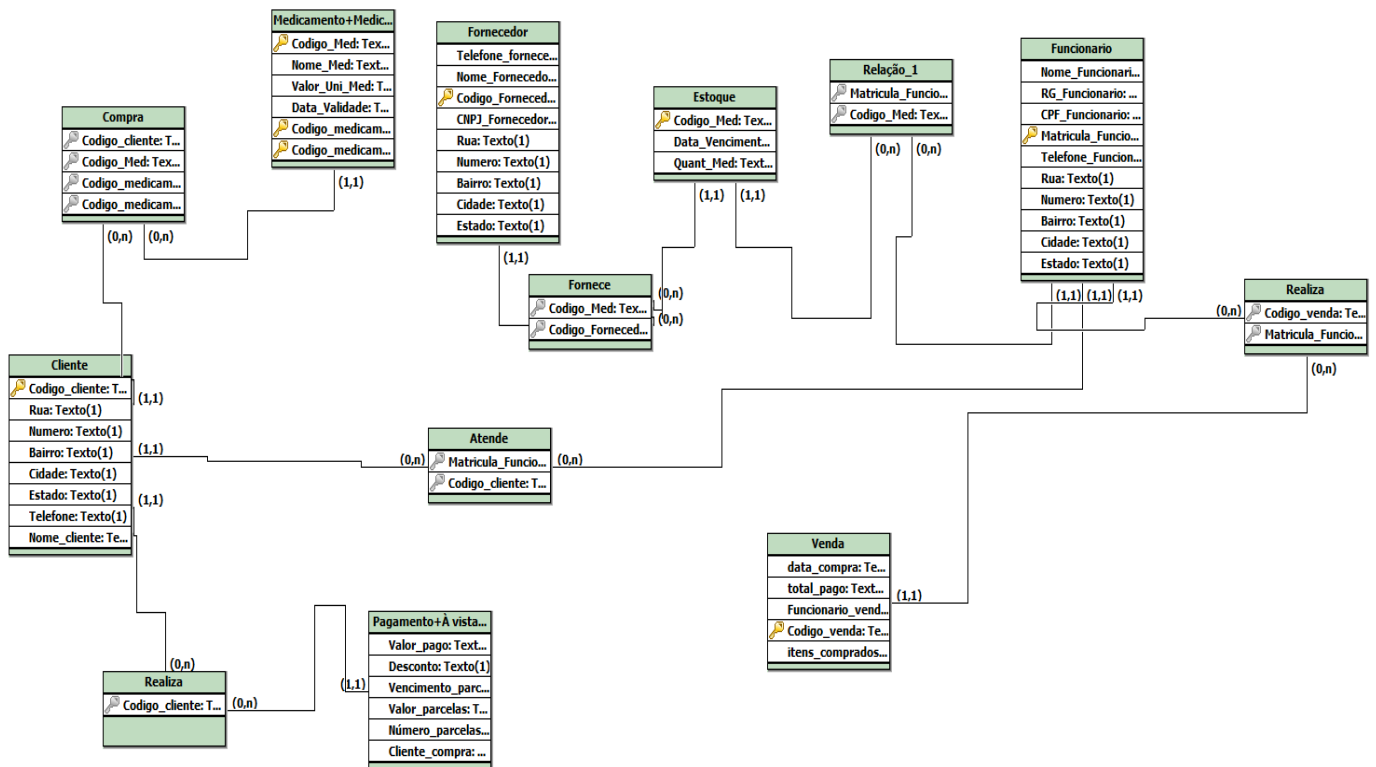 Medicamento+Medic...
Codigo_Med: Tex...
Nome_Med: Text...
Valor_Uni_Med: T...
Data_Validade: T...
Codigo_medicam...
Codigo_medicam...
(1,1)
Fornecedor
Telefone_fornece...
Nome_Fornecedo...
Codigo_Forneced...
CNPJ_Fornecedor...
Rua: Texto(1)
Numero: Texto(1)
Bairro: Texto(1)
Cidade: Texto(1)
Estado: Texto(1)
(1,1)
Funcionario
Nome_Funcionari...
RG_Funcionario: ...
CPF_Funcionario: ...
Matricula_Funcio...
Telefone_Funcion...
Rua: Texto(1)
Numero: Texto(1)
Bairro: Texto(1)
Cidade: Texto(1)
Estado: Texto(1)
(1,1) (1,1) (1,1)
Relação_1
Matricula_Funcio...
Codigo_Med: Tex...
(0,n) (0,n)
Estoque
Codigo_Med: Tex...
Data_Venciment...
Quant_Med: Text...
(1,1) (1,1)
Compra
Codigo_cliente: T...
Codigo_Med: Tex...
Codigo_medicam...
Codigo_medicam...
(0,n) (0,n)
Fornece
Codigo_Med: Tex...
Codigo_Forneced...
(0,n)
(0,n)
Realiza
Codigo_venda: Te...
Matricula_Funcio...
(0,n)
(0,n)
Cliente
Codigo_cliente: T...
Rua: Texto(1)
Numero: Texto(1)
Bairro: Texto(1)
Cidade: Texto(1)
Estado: Texto(1)
Telefone: Texto(1)
Nome_cliente: Te...
(1,1)
(1,1)
(1,1)
Atende
Matricula_Funcio...
Codigo_cliente: T...
(0,n)
(0,n)
Venda
data_compra: Te...
total_pago: Text...
Funcionario_vend...
Codigo_venda: Te...
itens_comprados...
(1,1)
Pagamento+À vista...
Valor_pago: Text...
Desconto: Texto(1)
Vencimento_parc...
Valor_parcelas: T...
Número_parcelas...
Cliente_compra: ...
(1,1)
(0,n)
Realiza
Codigo_cliente: T...
(0,n)